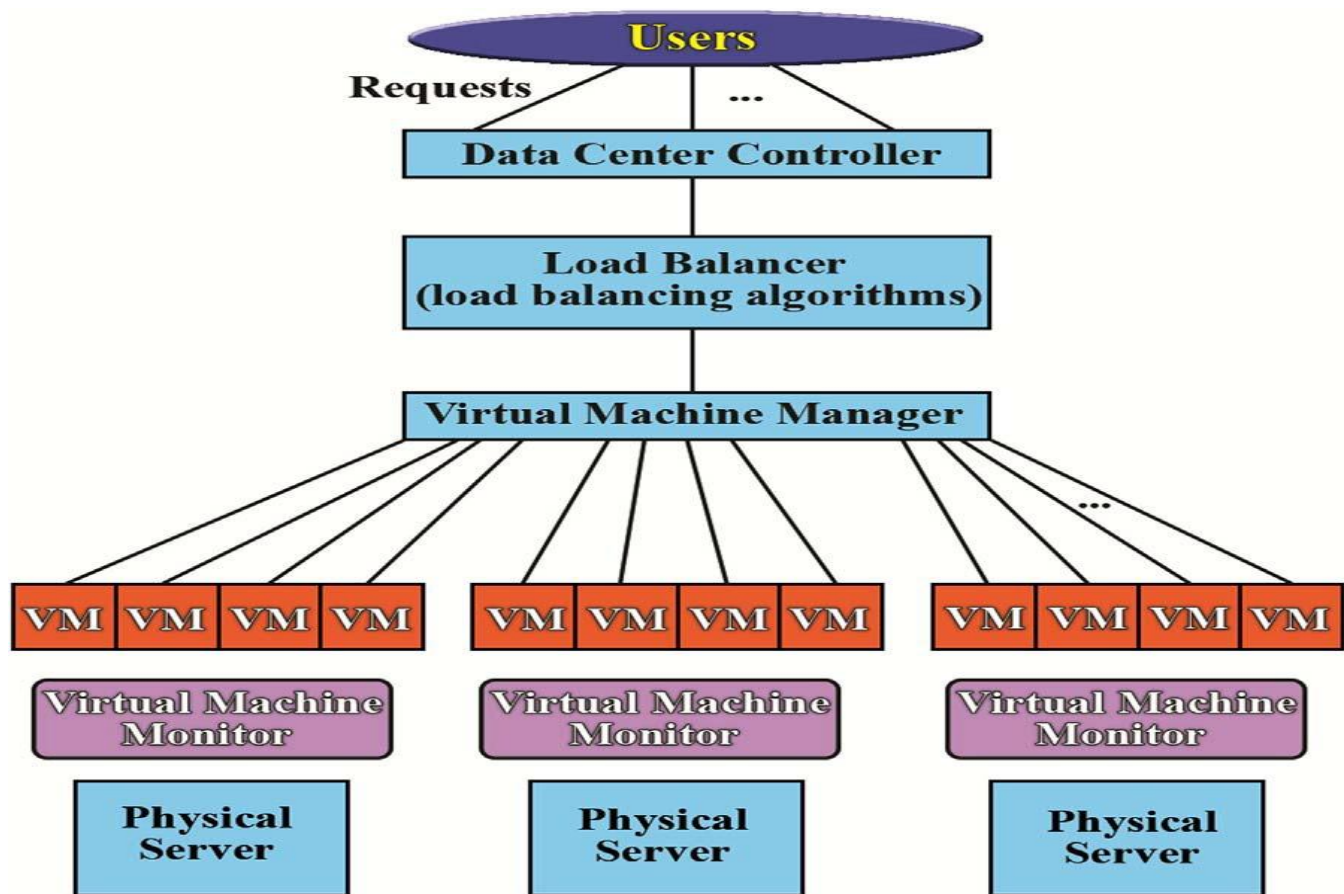 Users
Requests
...
Data Center Controller
Load Balancer
(load balancing algorithms)
Virtual Machine Manager
...
VM VM VM VM VM VM VM VM VM VM VM VM
Virtual Machine
Monitor
Virtual Machine
Monitor
Virtual Machine
Monitor
Physical
Server
Physical
Server
Physical
Server